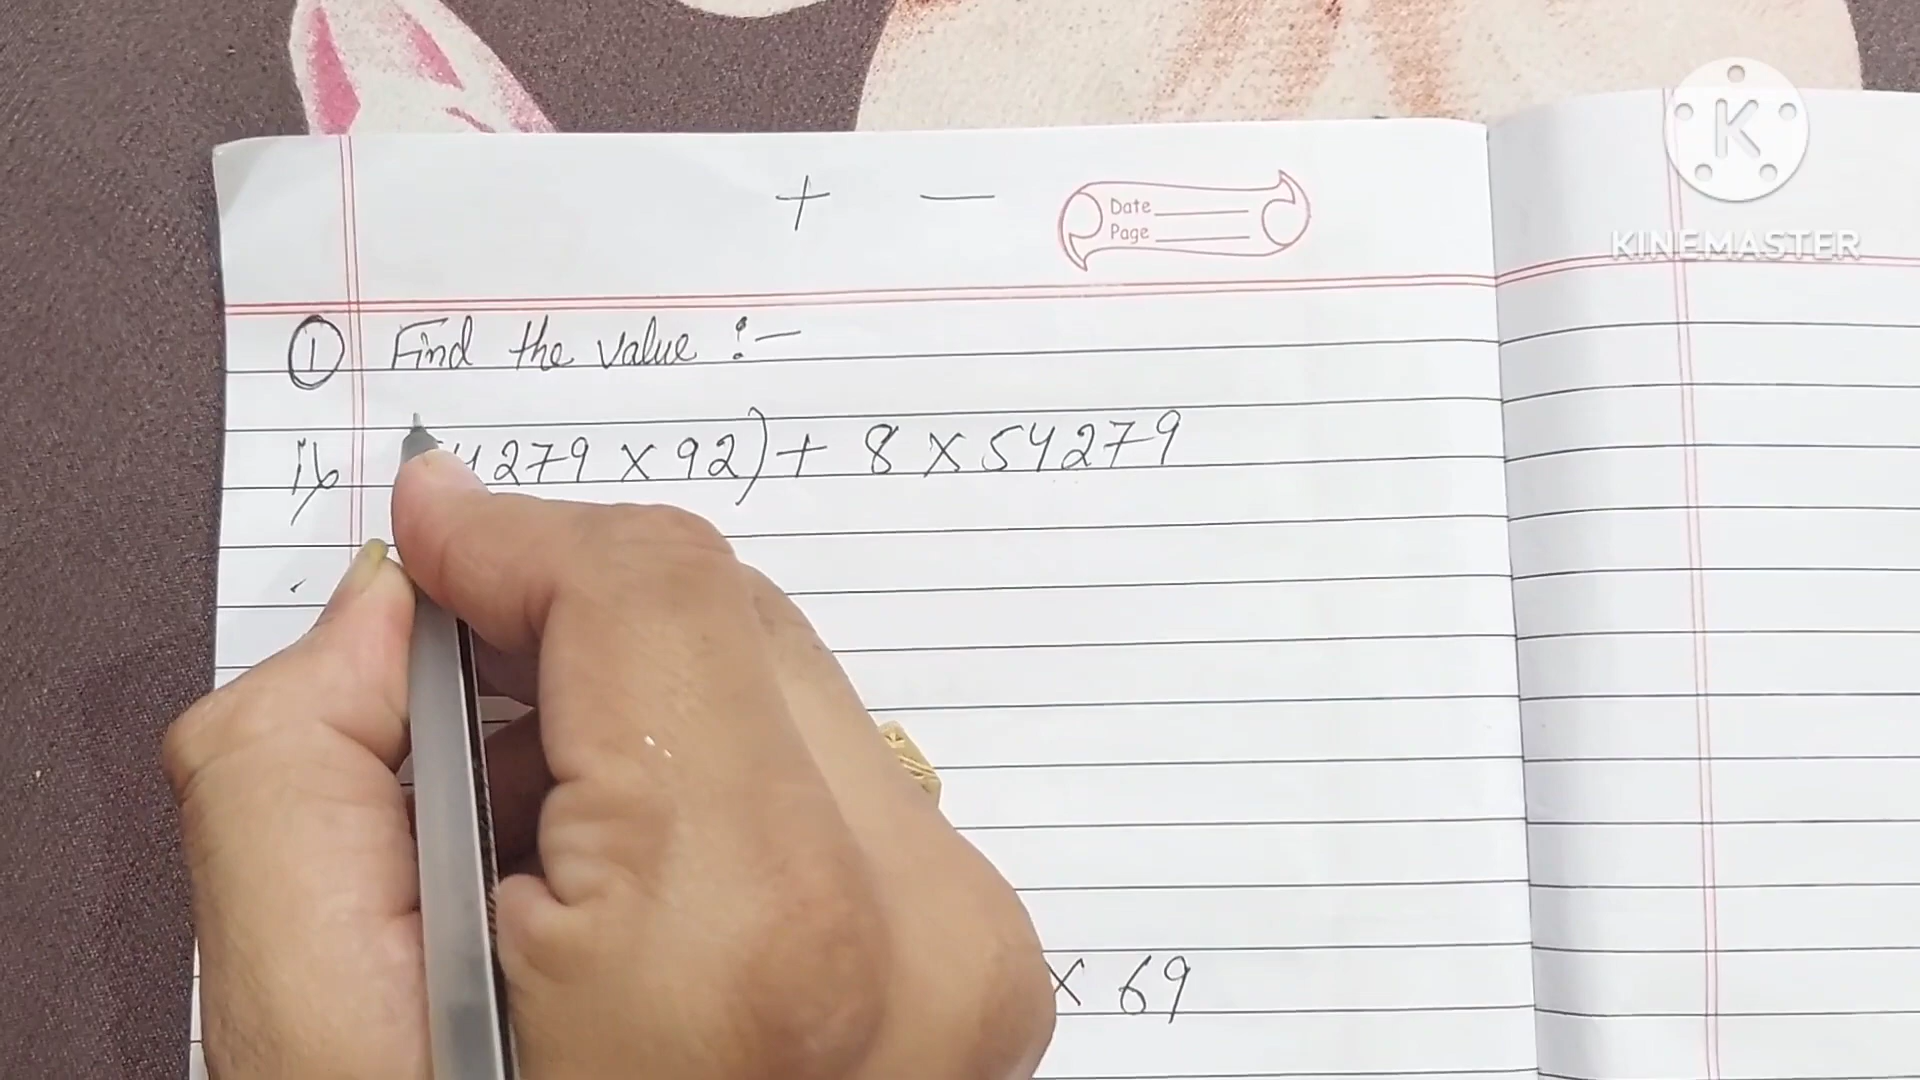 + −
Date
Page
K
KINEMASTER
① Find the value :-
4279 × 92) + 8 × 54279
× 69